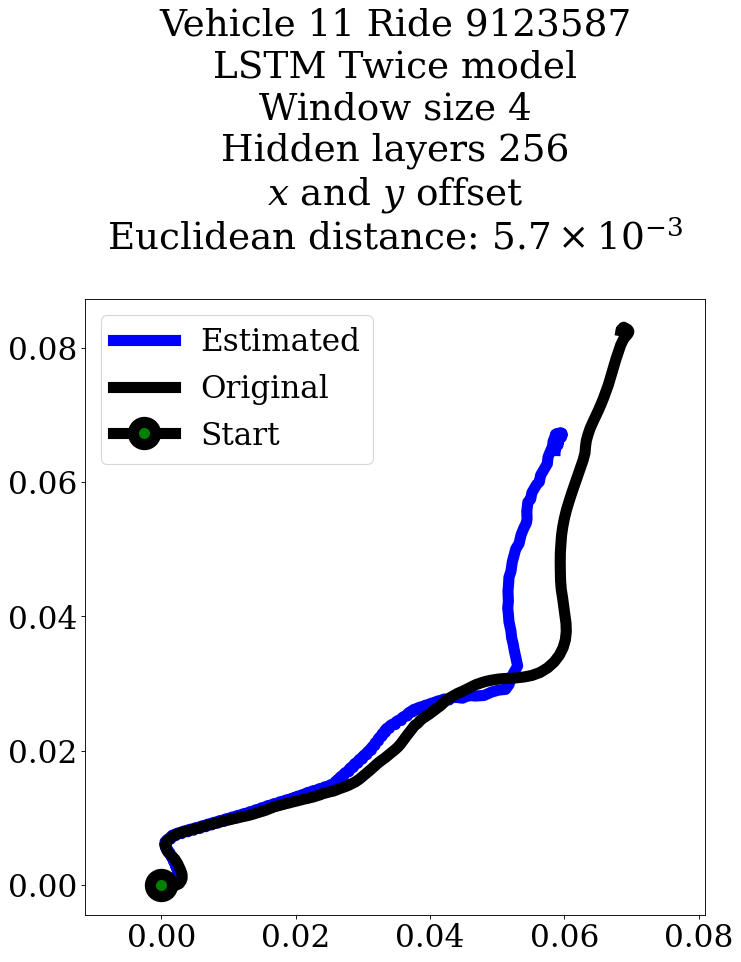 Vehicle 11 Ride 9123587
LSTM Twice model
Window size 4
Hidden layers 256
x and y offset
Euclidean distance: 5.7 × 10⁻³
Estimated
Original
Start
0.08
0.06
0.04
0.02
0.00
0.00 0.02 0.04 0.06 0.08